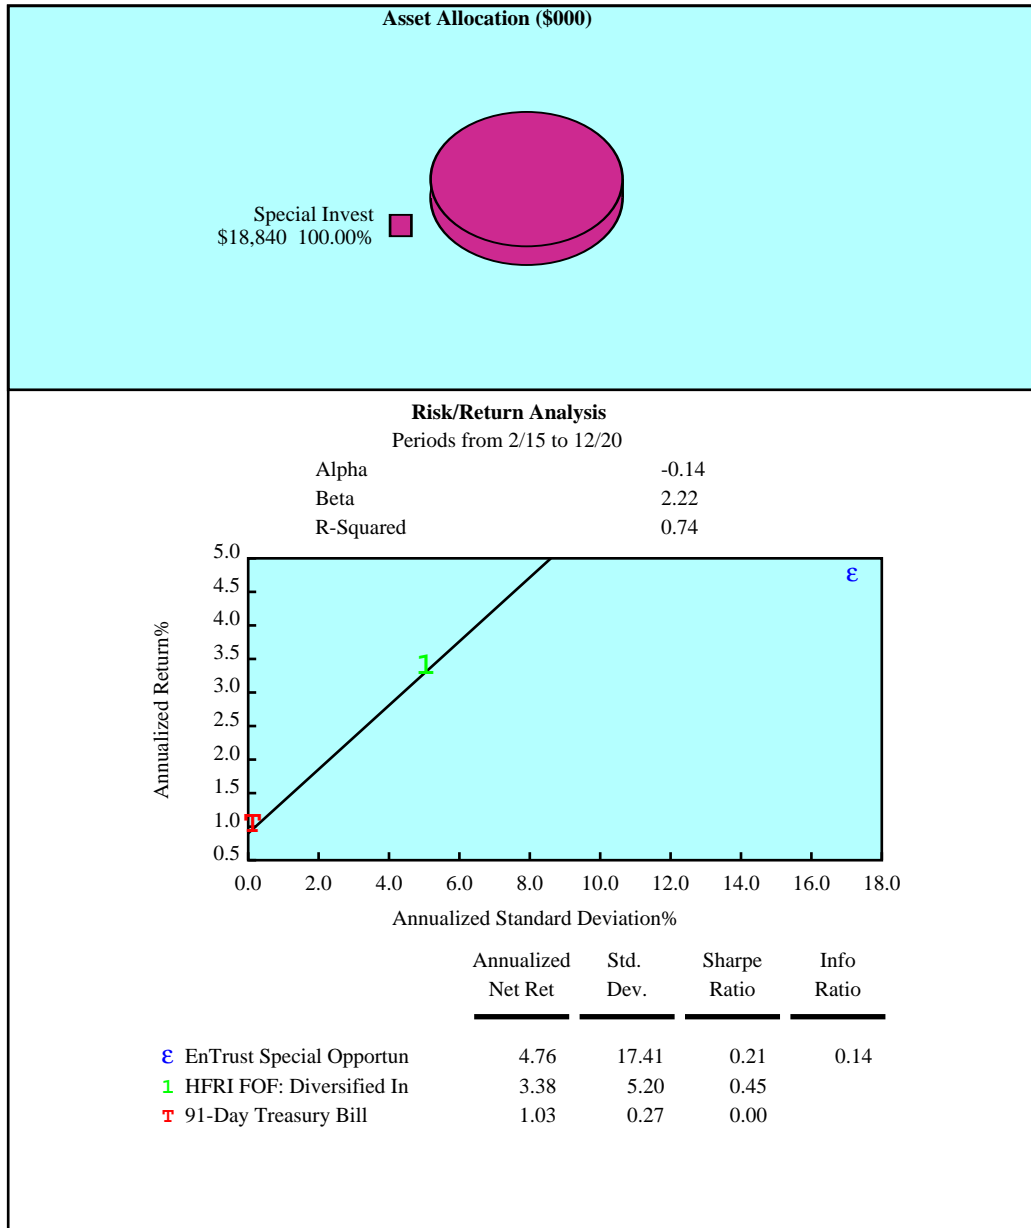 Asset Allocation ($000)
Special Invest
$18,840 100.00%
Risk/Return Analysis
Periods from 2/15 to 12/20
Alpha -0.14
Beta 2.22
R-Squared 0.74
5.0
4.5
4.0
3.5
3.0
2.5
2.0
1.5
1.0
0.5
Annualized Return%
ε
1
T
0.0 2.0 4.0 6.0 8.0 10.0 12.0 14.0 16.0 18.0
Annualized Standard Deviation%
Annualized Std. Sharpe Info
Net Ret Dev. Ratio Ratio
ε EnTrust Special Opportun 4.76 17.41 0.21 0.14
1 HFRI FOF: Diversified In 3.38 5.20 0.45
T 91-Day Treasury Bill 1.03 0.27 0.00